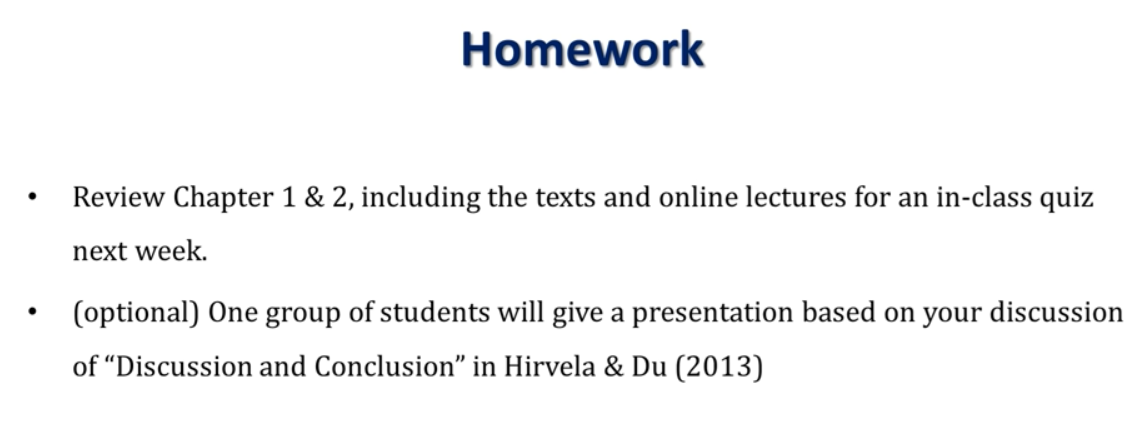 Homework
• Review Chapter 1 & 2, including the texts and online lectures for an in-class quiz
next week.
• (optional) One group of students will give a presentation based on your discussion
of “Discussion and Conclusion” in Hirvela & Du (2013)